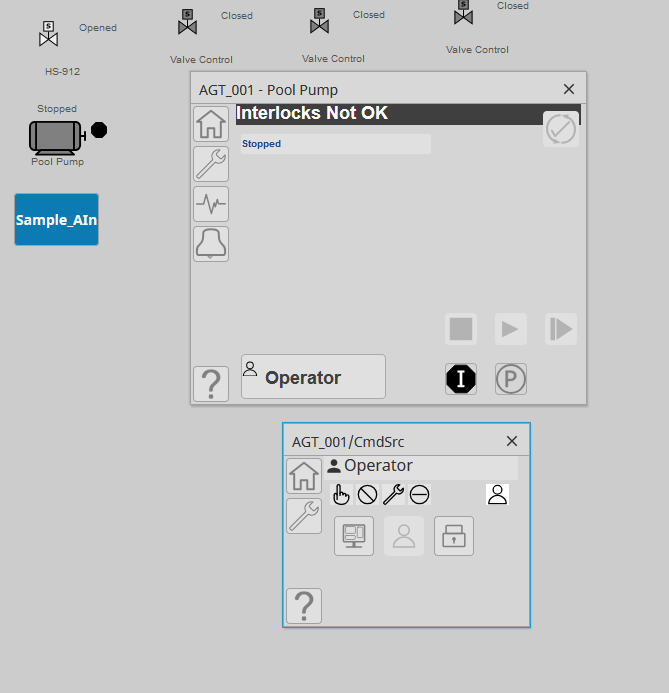 Opened
S
S
Closed
S
Closed
S
Closed
Valve Control
Valve Control
Valve Control
HS-912
Stopped
Pool Pump
Sample_AIn
AGT_001 - Pool Pump
Interlocks Not OK
Stopped
?
Operator
I
P
AGT_001/CmdSrc
Operator
?